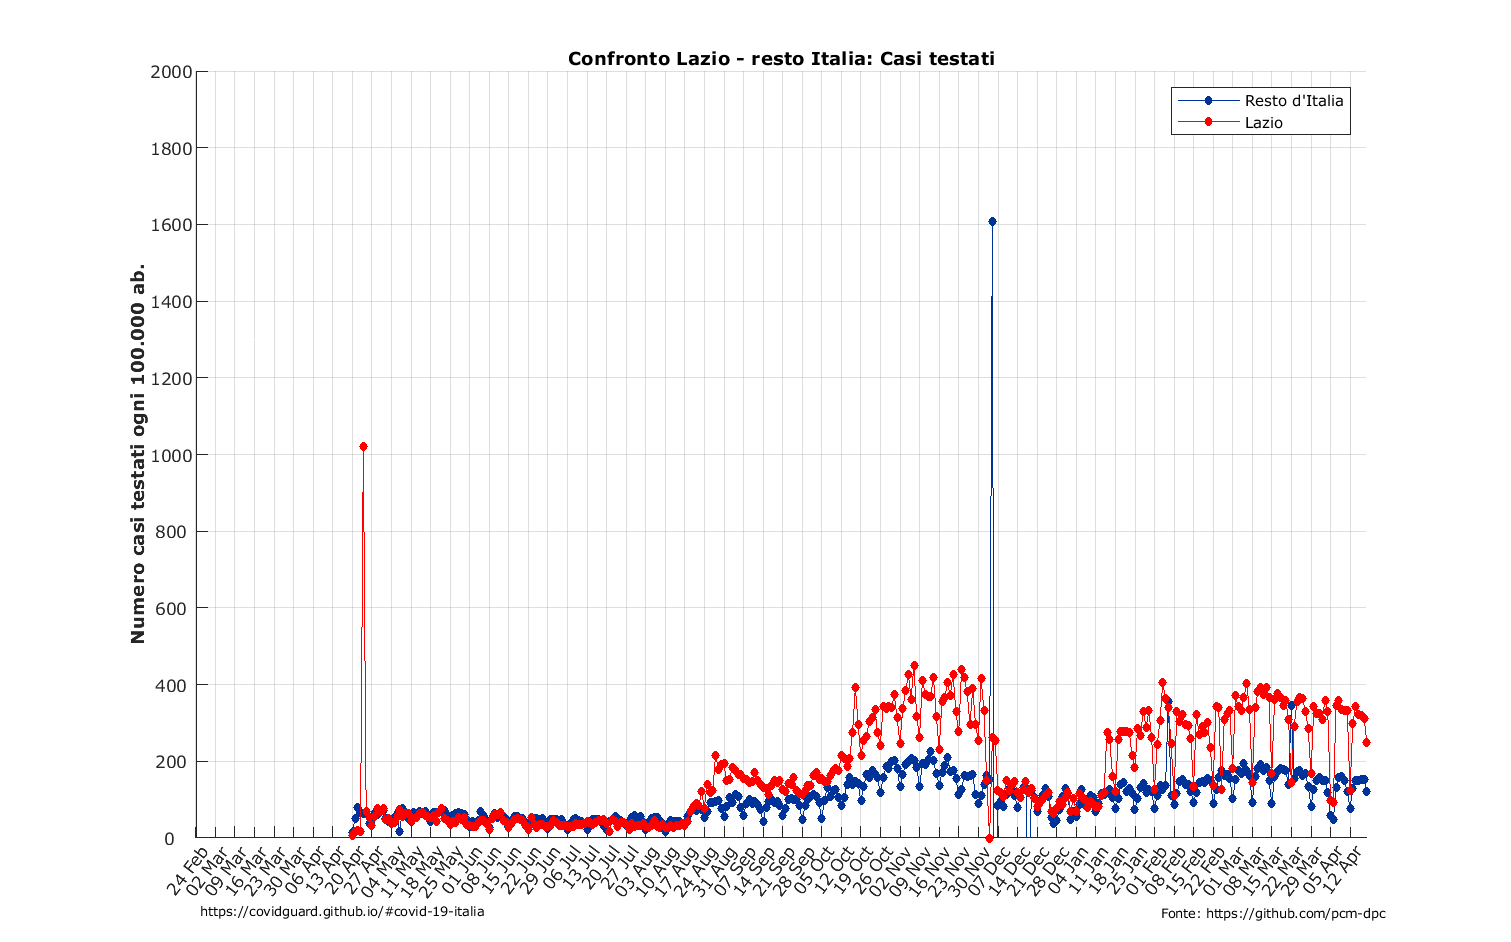 Confronto Lazio - resto Italia: Casi testati
Resto d'Italia
Lazio
Numero casi testati ogni 100.000 ab.
2000
1800
1600
1400
1200
1000
800
600
400
200
0
24 Feb
02 Mar
09 Mar
16 Mar
23 Mar
30 Mar
06 Apr
13 Apr
20 Apr
27 Apr
04 May
11 May
18 May
25 May
01 Jun
08 Jun
15 Jun
22 Jun
29 Jun
06 Jul
13 Jul
20 Jul
27 Jul
03 Aug
10 Aug
17 Aug
24 Aug
31 Aug
07 Sep
14 Sep
21 Sep
28 Sep
05 Oct
12 Oct
19 Oct
26 Oct
02 Nov
09 Nov
16 Nov
23 Nov
30 Nov
07 Dec
14 Dec
21 Dec
28 Dec
04 Jan
11 Jan
18 Jan
25 Jan
01 Feb
08 Feb
15 Feb
22 Feb
01 Mar
08 Mar
15 Mar
22 Mar
29 Mar
05 Apr
12 Apr
https://covidguard.github.io/#covid-19-italia
Fonte: https://github.com/pcm-dpc